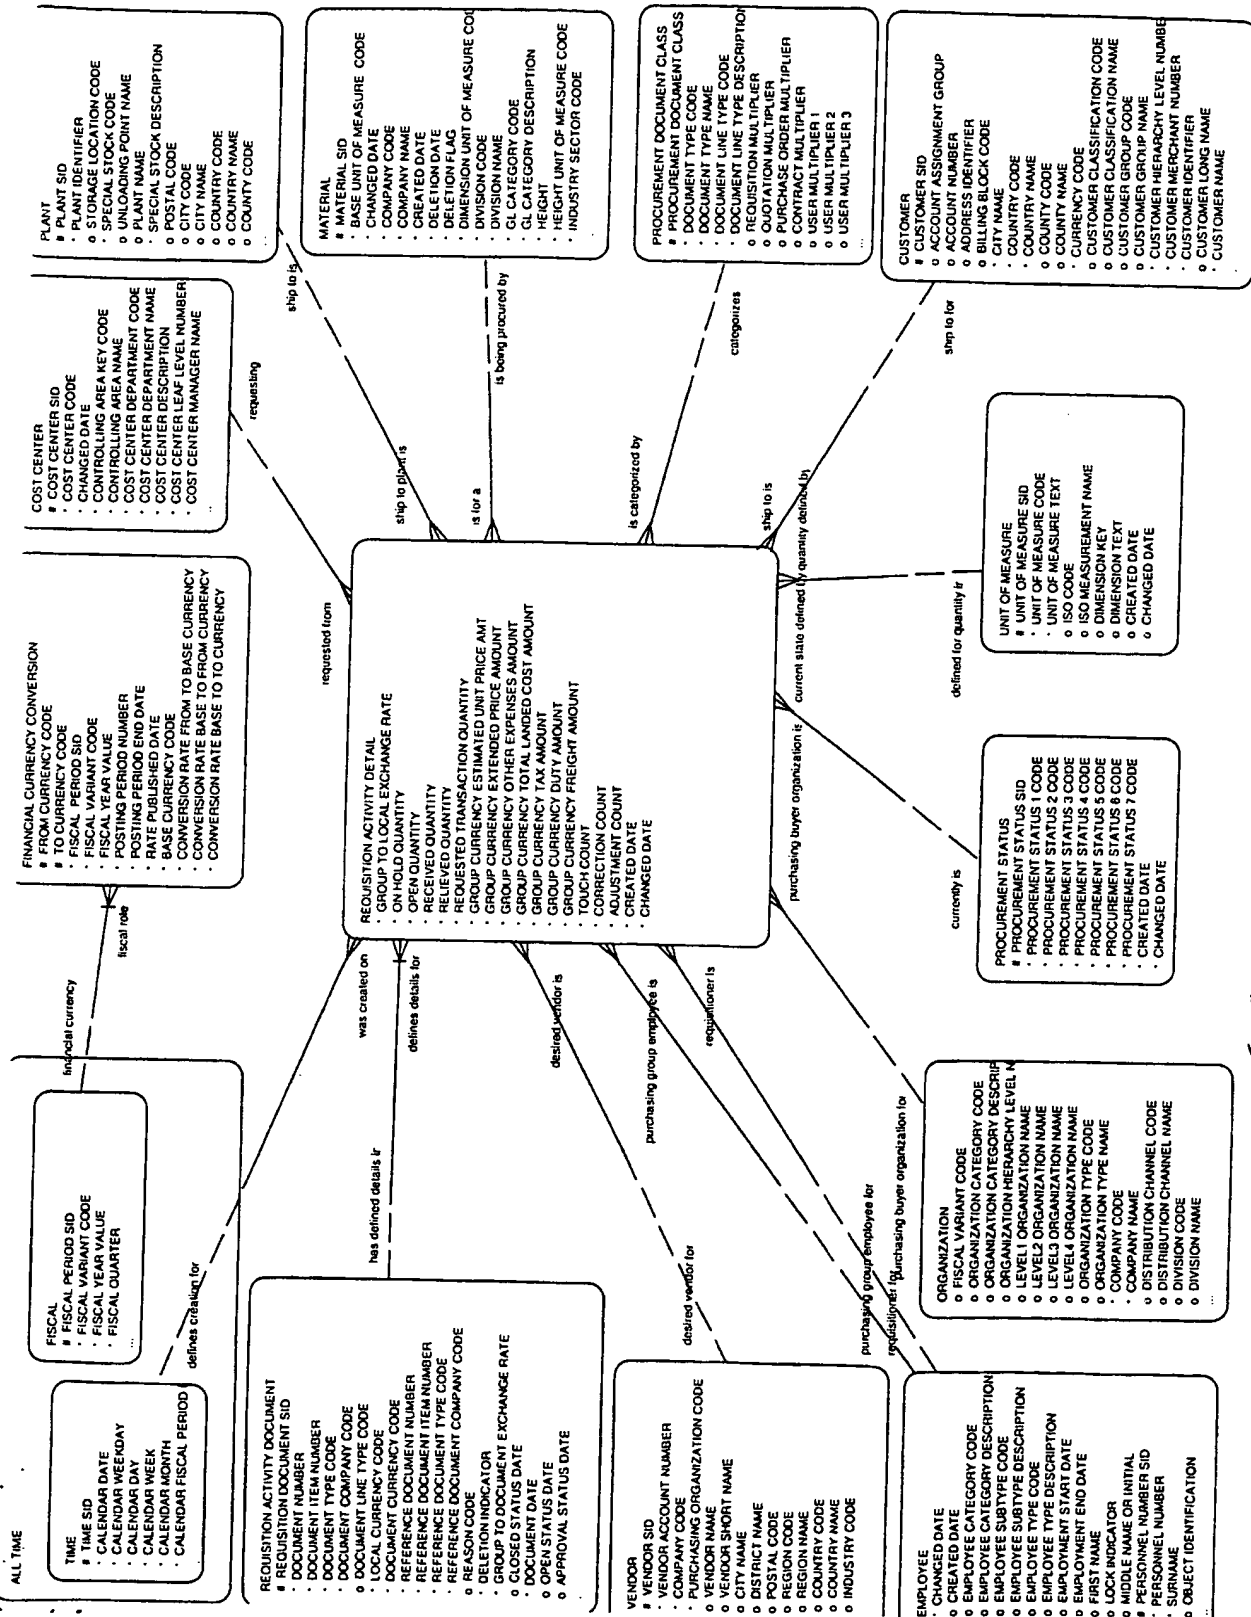 ALL TIME
TIME
# TIME SID
· CALENDAR DATE
· CALENDAR WEEKDAY
· CALENDAR DAY
· CALENDAR WEEK
· CALENDAR MONTH
· CALENDAR FISCAL PERIOD
FISCAL
# FISCAL PERIOD SID
· FISCAL VARIANT CODE
· FISCAL YEAR VALUE
· FISCAL QUARTER
...
financial currency
fiscal role
FINANCIAL CURRENCY CONVERSION
# FROM CURRENCY CODE
# TO CURRENCY CODE
· FISCAL PERIOD SID
· FISCAL VARIANT CODE
· FISCAL YEAR VALUE
· POSTING PERIOD NUMBER
· POSTING PERIOD END DATE
· RATE PUBLISHED DATE
· BASE CURRENCY CODE
· CONVERSION RATE FROM TO BASE CURRENCY
· CONVERSION RATE BASE TO FROM CURRENCY
· CONVERSION RATE BASE TO TO CURRENCY
COST CENTER
# COST CENTER SID
· COST CENTER CODE
· CHANGED DATE
· CONTROLLING AREA KEY CODE
· CONTROLLING AREA NAME
· COST CENTER DEPARTMENT CODE
· COST CENTER DEPARTMENT NAME
· COST CENTER DESCRIPTION
· COST CENTER LEAF LEVEL NUMBER
· COST CENTER MANAGER NAME
...
PLANT
# PLANT SID
· PLANT IDENTIFIER
o STORAGE LOCATION CODE
· SPECIAL STOCK CODE
o UNLOADING POINT NAME
o PLANT NAME
· SPECIAL STOCK DESCRIPTION
o POSTAL CODE
o CITY CODE
o CITY NAME
· COUNTRY CODE
o COUNTRY NAME
o COUNTY CODE
...
defines creation for
was created on
requested from
requesting
ship to plant is
ship to is
REQUISITION ACTIVITY DOCUMENT
# REQUISITION DOCUMENT SID
· DOCUMENT NUMBER
· DOCUMENT ITEM NUMBER
· DOCUMENT TYPE CODE
· DOCUMENT COMPANY CODE
o DOCUMENT LINE TYPE CODE
· LOCAL CURRENCY CODE
· DOCUMENT CURRENCY CODE
· REFERENCE DOCUMENT NUMBER
· REFERENCE DOCUMENT ITEM NUMBER
· REFERENCE DOCUMENT TYPE CODE
· REFERENCE DOCUMENT COMPANY CODE
o REASON CODE
· DELETION INDICATOR
· GROUP TO DOCUMENT EXCHANGE RATE
o CLOSED STATUS DATE
· DOCUMENT DATE
o OPEN STATUS DATE
o APPROVAL STATUS DATE
has defined details ir
defines details for
REQUISITION ACTIVITY DETAIL
· GROUP TO LOCAL EXCHANGE RATE
· ON HOLD QUANTITY
· OPEN QUANTITY
· RECEIVED QUANTITY
· RELIEVED QUANTITY
· REQUESTED TRANSACTION QUANTITY
· GROUP CURRENCY ESTIMATED UNIT PRICE AMT
· GROUP CURRENCY EXTENDED PRICE AMOUNT
· GROUP CURRENCY OTHER EXPENSES AMOUNT
· GROUP CURRENCY TOTAL LANDED COST AMOUNT
· GROUP CURRENCY TAX AMOUNT
· GROUP CURRENCY DUTY AMOUNT
· GROUP CURRENCY FREIGHT AMOUNT
· TOUCH COUNT
· CORRECTION COUNT
· ADJUSTMENT COUNT
· CREATED DATE
· CHANGED DATE
is for a
is being procured by
MATERIAL
# MATERIAL SID
· BASE UNIT OF MEASURE CODE
· CHANGED DATE
· COMPANY CODE
· COMPANY NAME
· CREATED DATE
· DELETION DATE
· DELETION FLAG
· DIMENSION UNIT OF MEASURE COD
· DIVISION CODE
· DIVISION NAME
· GL CATEGORY CODE
· GL CATEGORY DESCRIPTION
· HEIGHT
· HEIGHT UNIT OF MEASURE CODE
· INDUSTRY SECTOR CODE
VENDOR
# VENDOR SID
· VENDOR ACCOUNT NUMBER
· COMPANY CODE
· PURCHASING ORGANIZATION CODE
o VENDOR NAME
o VENDOR SHORT NAME
o CITY NAME
o DISTRICT NAME
o POSTAL CODE
o REGION CODE
o REGION NAME
o COUNTRY CODE
o COUNTRY NAME
o INDUSTRY CODE
desired vendor for
desired vendor is
purchasing group employee is
requisitioner is
is categorized by
categorizes
PROCUREMENT DOCUMENT CLASS
# PROCUREMENT DOCUMENT CLASS
· DOCUMENT TYPE CODE
· DOCUMENT TYPE NAME
· DOCUMENT LINE TYPE CODE
· DOCUMENT LINE TYPE DESCRIPTION
o REQUISITION MULTIPLIER
o QUOTATION MULTIPLIER
o PURCHASE ORDER MULTIPLIER
o CONTRACT MULTIPLIER
o USER MULTIPLIER 1
o USER MULTIPLIER 2
o USER MULTIPLIER 3
purchasing group employee for
requisitioner for
purchasing buyer organization for
purchasing buyer organization is
current state defined by
quantity defined by
ship to is
ship to for
currently is
defined for quantity ir
EMPLOYEE
· CHANGED DATE
o CREATED DATE
o EMPLOYEE CATEGORY CODE
o EMPLOYEE CATEGORY DESCRIPTION
o EMPLOYEE SUBTYPE CODE
o EMPLOYEE SUBTYPE DESCRIPTION
o EMPLOYEE TYPE CODE
o EMPLOYEE TYPE DESCRIPTION
o EMPLOYMENT START DATE
o EMPLOYMENT END DATE
o FIRST NAME
o LOCK INDICATOR
o MIDDLE NAME OR INITIAL
# PERSONNEL NUMBER SID
· PERSONNEL NUMBER
· SURNAME
o OBJECT IDENTIFICATION
ORGANIZATION
o FISCAL VARIANT CODE
o ORGANIZATION CATEGORY CODE
o ORGANIZATION CATEGORY DESCRIP
· ORGANIZATION HIERARCHY LEVEL N
o LEVEL1 ORGANIZATION NAME
o LEVEL2 ORGANIZATION NAME
o LEVEL3 ORGANIZATION NAME
o LEVEL4 ORGANIZATION NAME
o ORGANIZATION TYPE CODE
o ORGANIZATION TYPE NAME
· COMPANY CODE
· COMPANY NAME
o DISTRIBUTION CHANNEL CODE
o DISTRIBUTION CHANNEL NAME
o DIVISION CODE
o DIVISION NAME
...
PROCUREMENT STATUS
# PROCUREMENT STATUS SID
· PROCUREMENT STATUS 1 CODE
· PROCUREMENT STATUS 2 CODE
· PROCUREMENT STATUS 3 CODE
· PROCUREMENT STATUS 4 CODE
· PROCUREMENT STATUS 5 CODE
· PROCUREMENT STATUS 6 CODE
· PROCUREMENT STATUS 7 CODE
· CREATED DATE
· CHANGED DATE
UNIT OF MEASURE
# UNIT OF MEASURE SID
· UNIT OF MEASURE CODE
· UNIT OF MEASURE TEXT
o ISO CODE
o ISO MEASUREMENT NAME
o DIMENSION KEY
o DIMENSION TEXT
o CREATED DATE
o CHANGED DATE
CUSTOMER
# CUSTOMER SID
o ACCOUNT ASSIGNMENT GROUP
o ACCOUNT NUMBER
o ADDRESS IDENTIFIER
o BILLING BLOCK CODE
· CITY NAME
· COUNTRY CODE
· COUNTRY NAME
o COUNTY CODE
o COUNTY NAME
· CURRENCY CODE
o CUSTOMER CLASSIFICATION CODE
o CUSTOMER CLASSIFICATION NAME
o CUSTOMER GROUP CODE
o CUSTOMER GROUP NAME
· CUSTOMER HIERARCHY LEVEL NUMBE
· CUSTOMER MERCHANT NUMBER
· CUSTOMER IDENTIFIER
o CUSTOMER LONG NAME
· CUSTOMER NAME
...